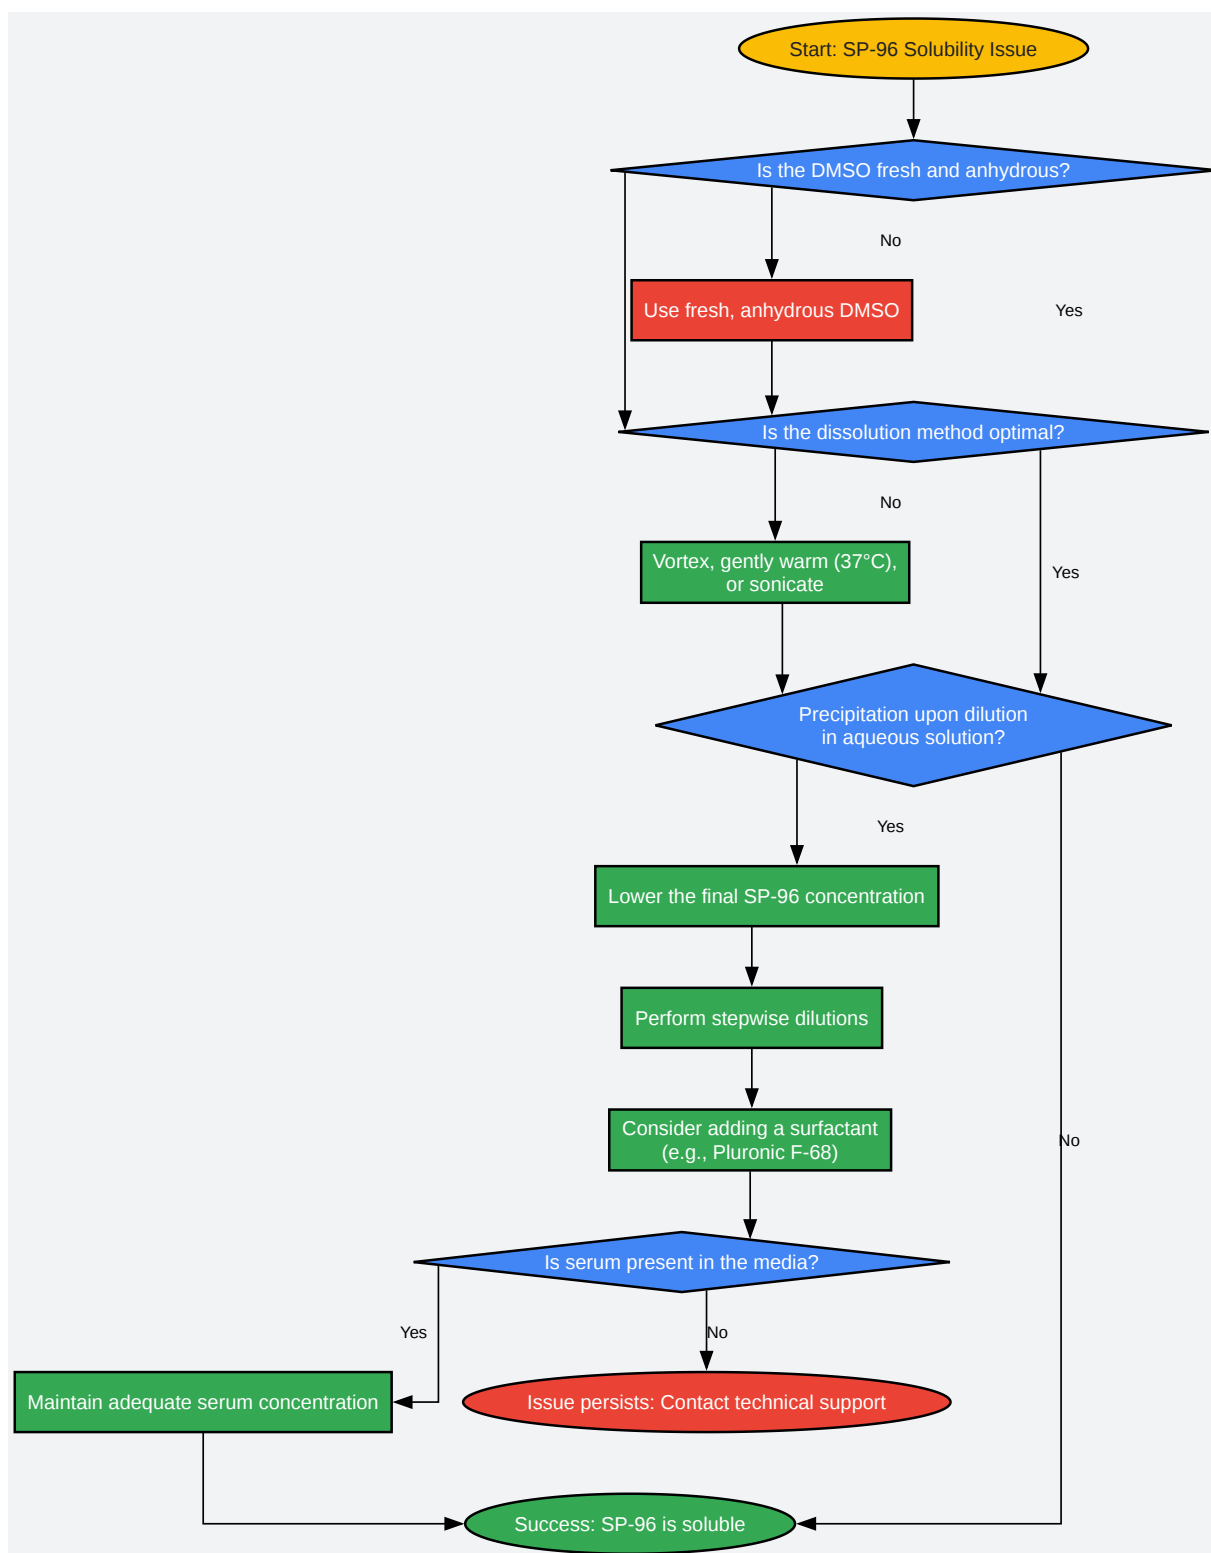 Start: SP-96 Solubility Issue
Is the DMSO fresh and anhydrous?
No
Use fresh, anhydrous DMSO
Yes
Is the dissolution method optimal?
No
Vortex, gently warm (37°C),
or sonicate
Yes
Precipitation upon dilution
in aqueous solution?
Yes
Lower the final SP-96 concentration
Perform stepwise dilutions
Consider adding a surfactant
(e.g., Pluronic F-68)
No
Is serum present in the media?
Yes
No
Maintain adequate serum concentration
Issue persists: Contact technical support
Success: SP-96 is soluble